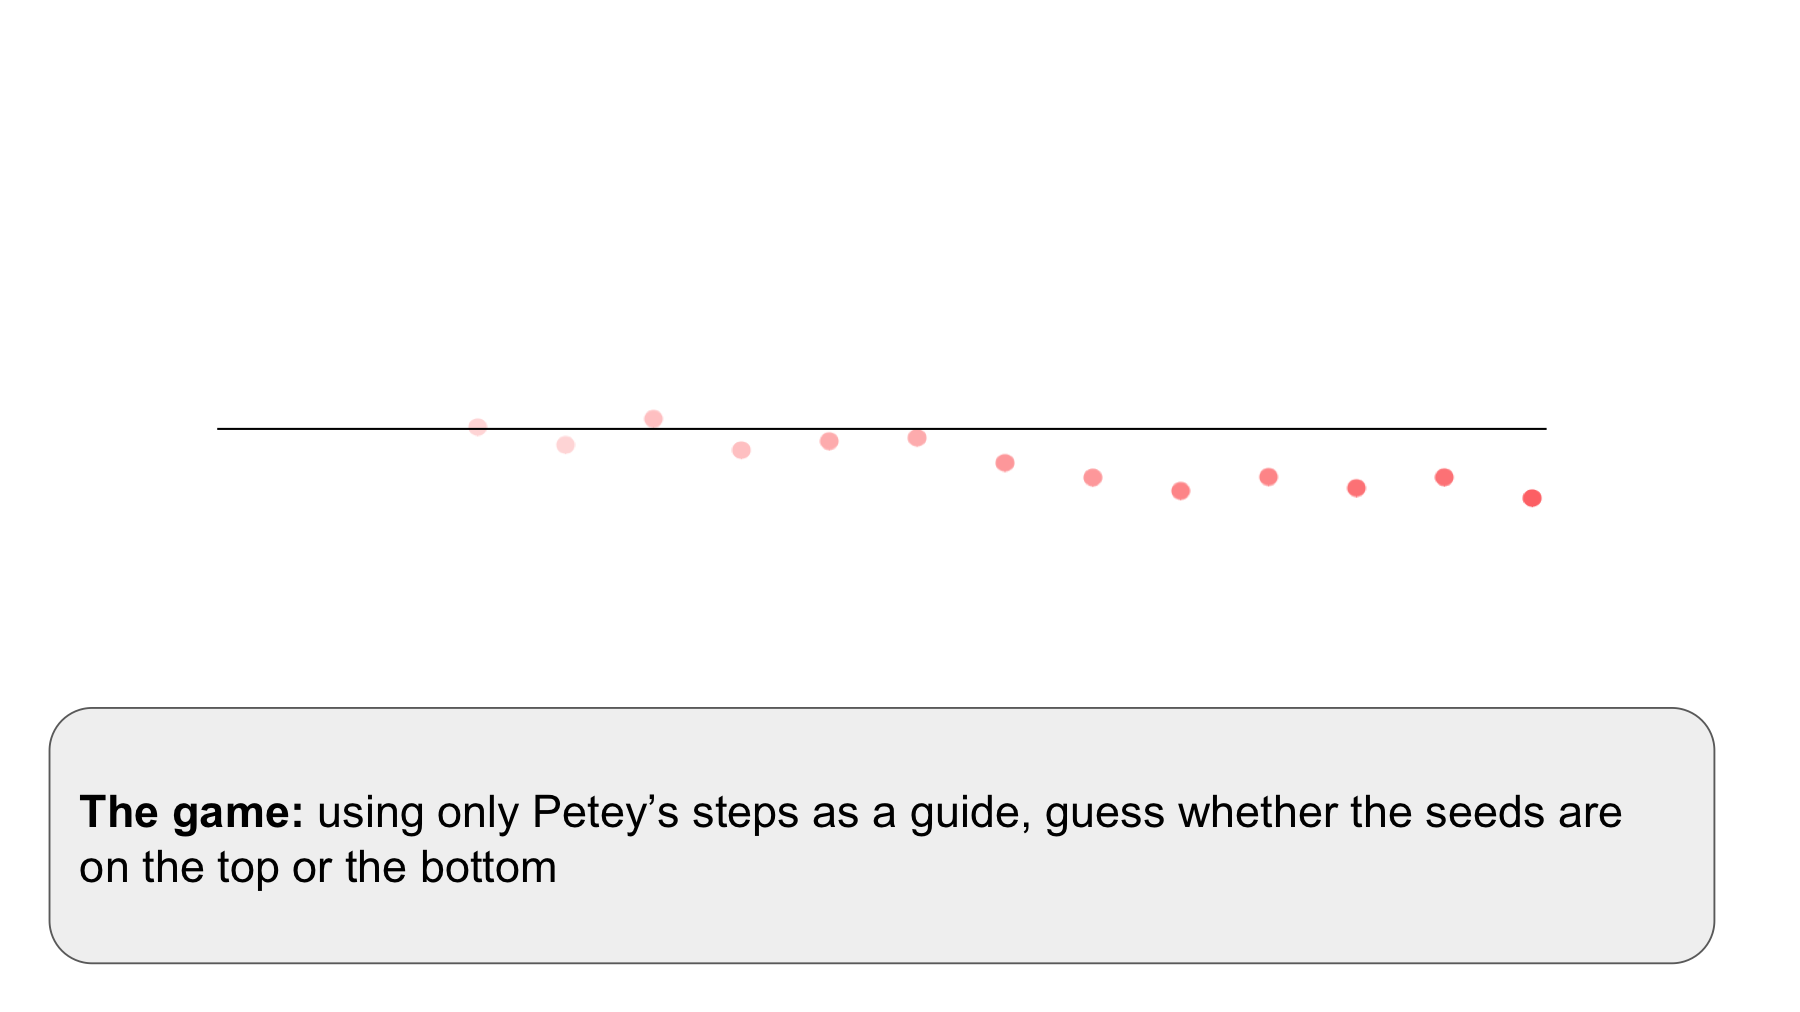 The game: using only Petey’s steps as a guide, guess whether the seeds are
on the top or the bottom